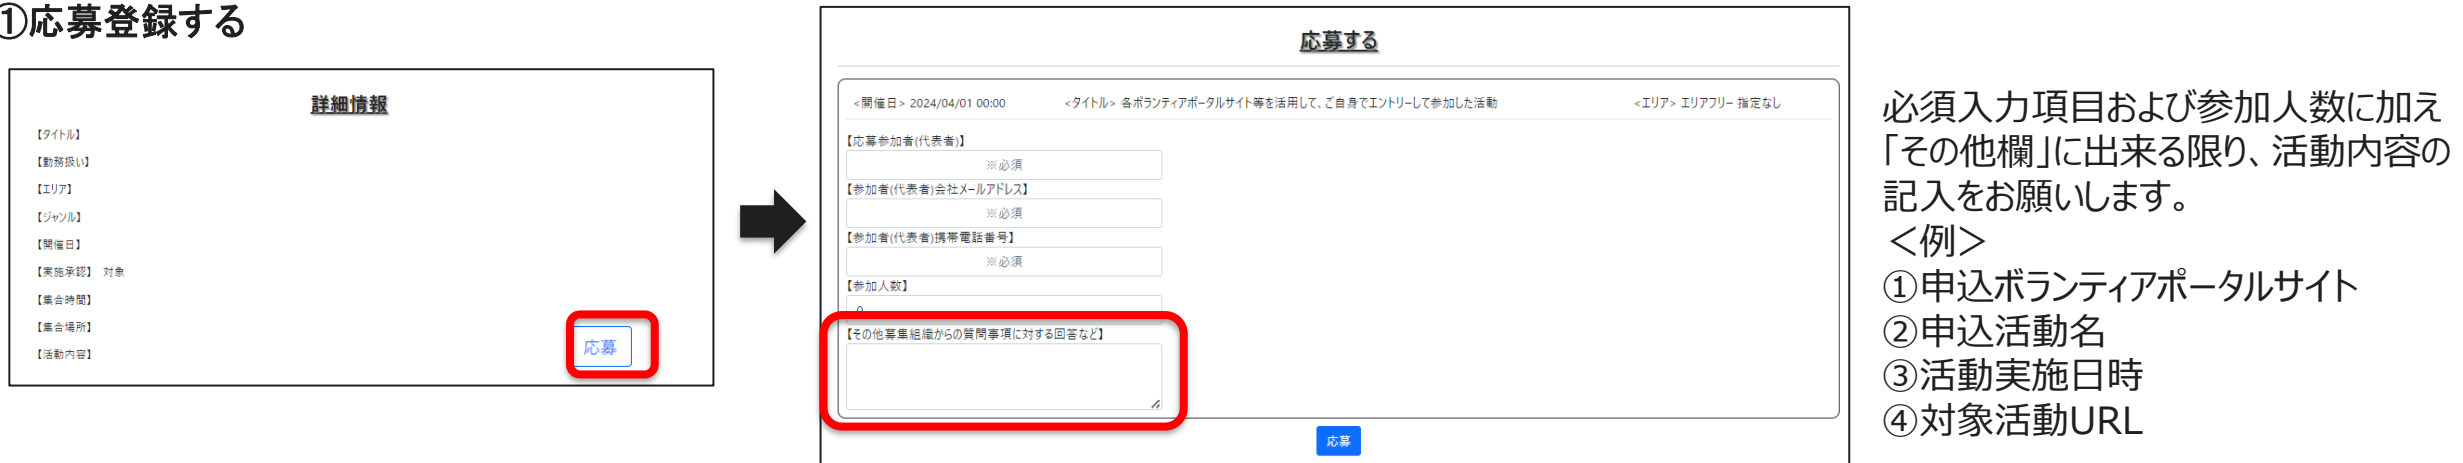 ①応募登録する
詳細情報
【タイトル】
【勤務扱い】
【エリア】
【ジャンル】
【開催日】
【実施承認】 対象
【集合時間】
【集合場所】
【活動内容】
応募
応募する
<開催日> 2024/04/01 00:00 <タイトル> 各ボランティアポータルサイト等を活用して、ご自身でエントリーして参加した活動 <エリア> エリアフリー 指定なし
【応募参加者(代表者)】
※必須
【参加者(代表者)会社メールアドレス】
※必須
【参加者(代表者)携帯電話番号】
※必須
【参加人数】
0
【その他募集組織からの質問事項に対する回答など】
応募
必須入力項目および参加人数に加え
「その他欄」に出来る限り、活動内容の
記入をお願いします。
＜例＞
①申込ボランティアポータルサイト
②申込活動名
③活動実施日時
④対象活動URL